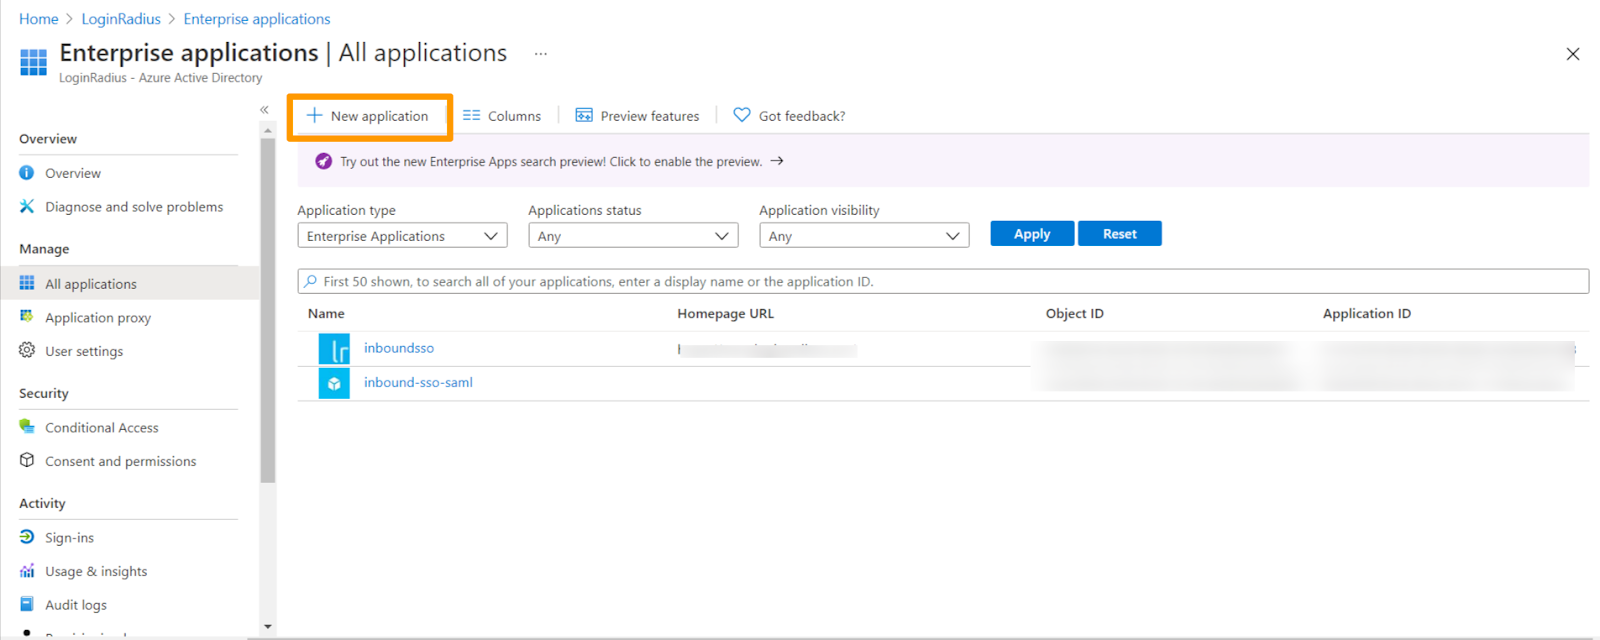 Home > LoginRadius > Enterprise applications
Enterprise applications | All applications ...
LoginRadius - Azure Active Directory
Overview
Overview
Diagnose and solve problems
Manage
All applications
Application proxy
User settings
Security
Conditional Access
Consent and permissions
Activity
Sign-ins
Usage & insights
Audit logs
New application
Columns
Preview features
Got feedback?
Try out the new Enterprise Apps search preview! Click to enable the preview. →
Application type
Applications status
Application visibility
Enterprise Applications
Any
Any
Apply
Reset
First 50 shown, to search all of your applications, enter a display name or the application ID.
Name Homepage URL Object ID Application ID
lr inboundsso
inbound-sso-saml